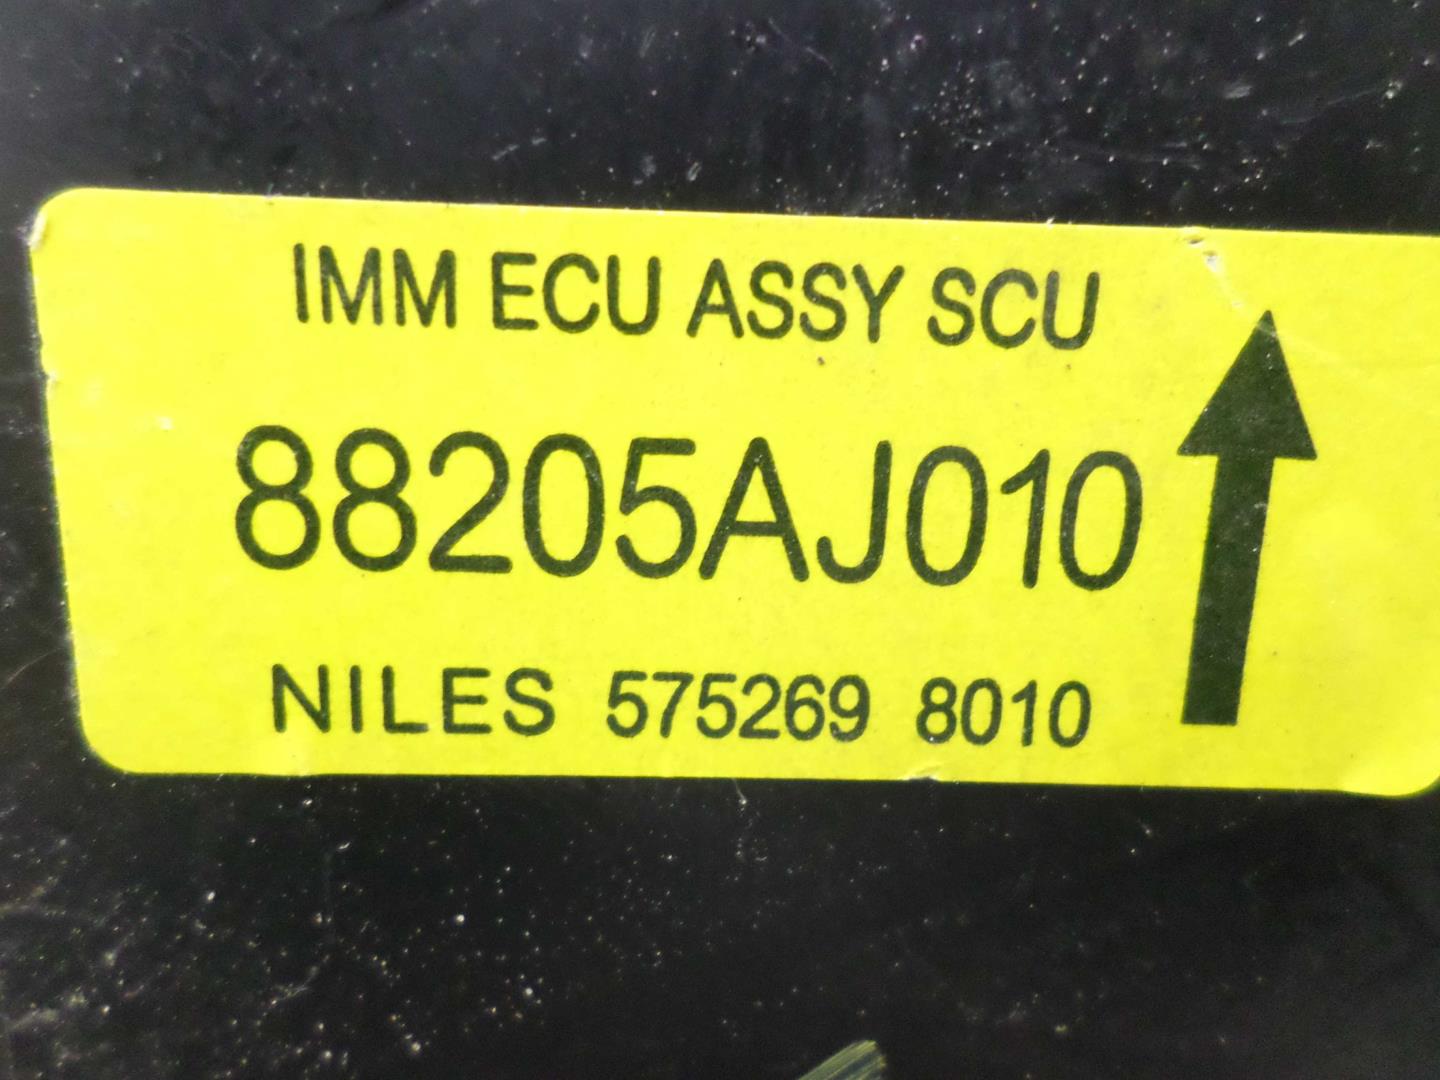 IMM ECU ASSY SCU
88205AJ010
NILES 575269 8010